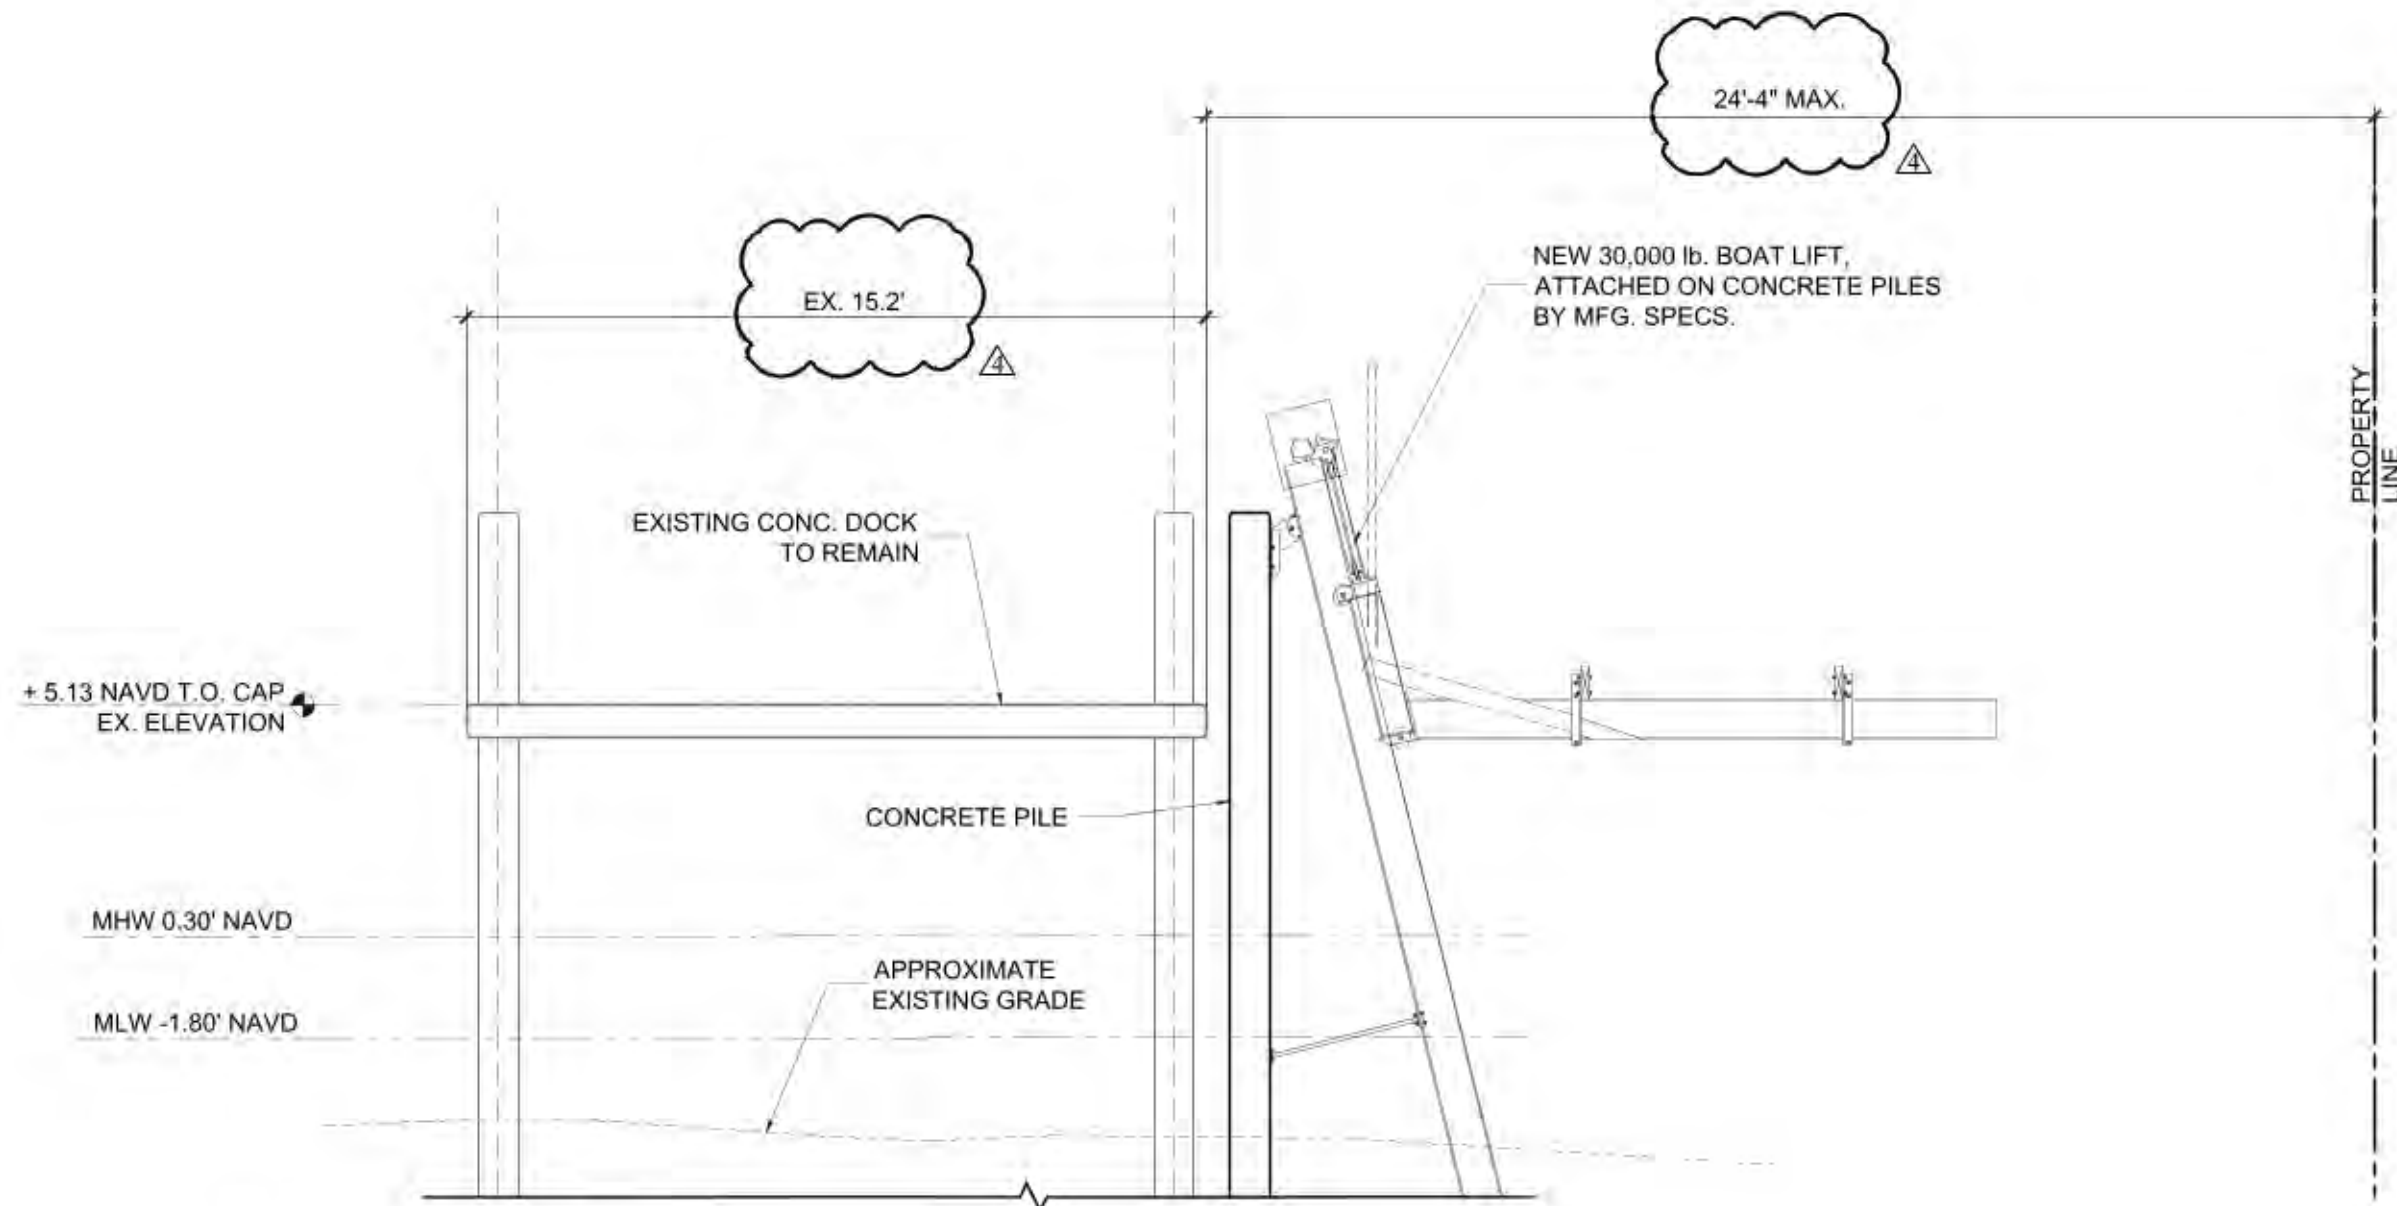 24'-4" MAX.
4
NEW 30,000 lb. BOAT LIFT,
ATTACHED ON CONCRETE PILES
BY MFG. SPECS.
EX. 15.2'
4
PROPERTY
LINE
EXISTING CONC. DOCK
TO REMAIN
+ 5.13 NAVD T.O. CAP
EX. ELEVATION
CONCRETE PILE
MHW 0.30' NAVD
APPROXIMATE
EXISTING GRADE
MLW -1.80' NAVD